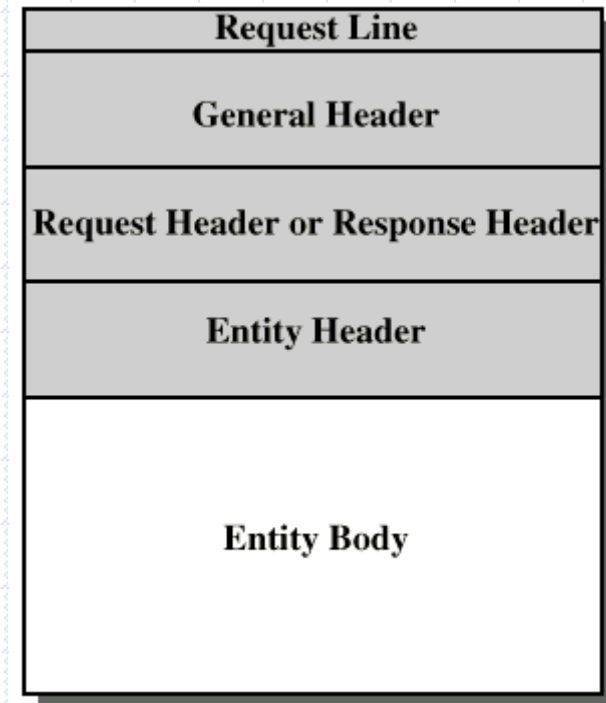 Request Line
General Header
Request Header or Response Header
Entity Header
Entity Body